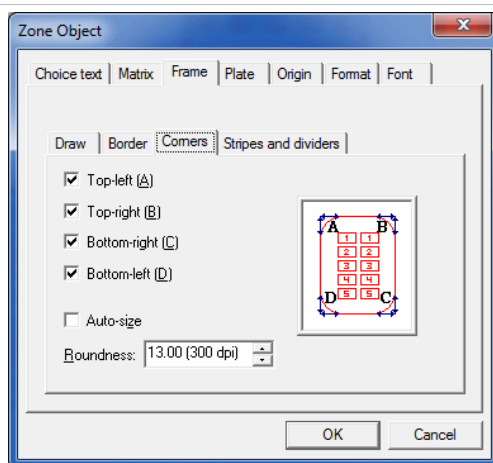 Zone Object
Choice text Matrix Frame Plate Origin Format Font
Draw Border Corners Stripes and dividers
Top-left (A)
Top-right (B)
Bottom-right (C)
Bottom-left (D)
Auto-size
Roundness: 13.00 (300 dpi)
A B
1 1
2 2
3 3
4 4
D 5 5 C
OK Cancel